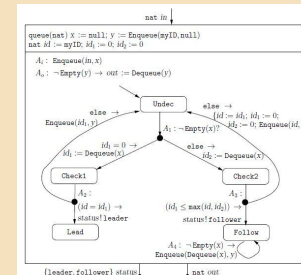 nat in
queue(nat) x := null; y := Enqueue(myID,null)
nat id := myID; id₁ := 0; id₂ := 0
Aᵢ : Enqueue(in, x)
Aₒ : ¬Empty(y) → out := Dequeue(y)
Undec
else →
Enqueue(id₁, y)
A₁ : ¬Empty(x)?
else →
{id := id₁; id₁ := 0;
id₂ := 0; Enqueue(id,
id₁ = 0 →
id₁ := Dequeue(x)
else →
id₂ := Dequeue(x)
Check1
Check2
A₂ :
(id = id₁) →
status!leader
A₂ :
(id₁ ≤ max(id, id₂)) →
status!follower
Lead
Follow
A₁ : ¬Empty(x) →
Enqueue(Dequeue(x), y)
{leader, follower} status
nat out